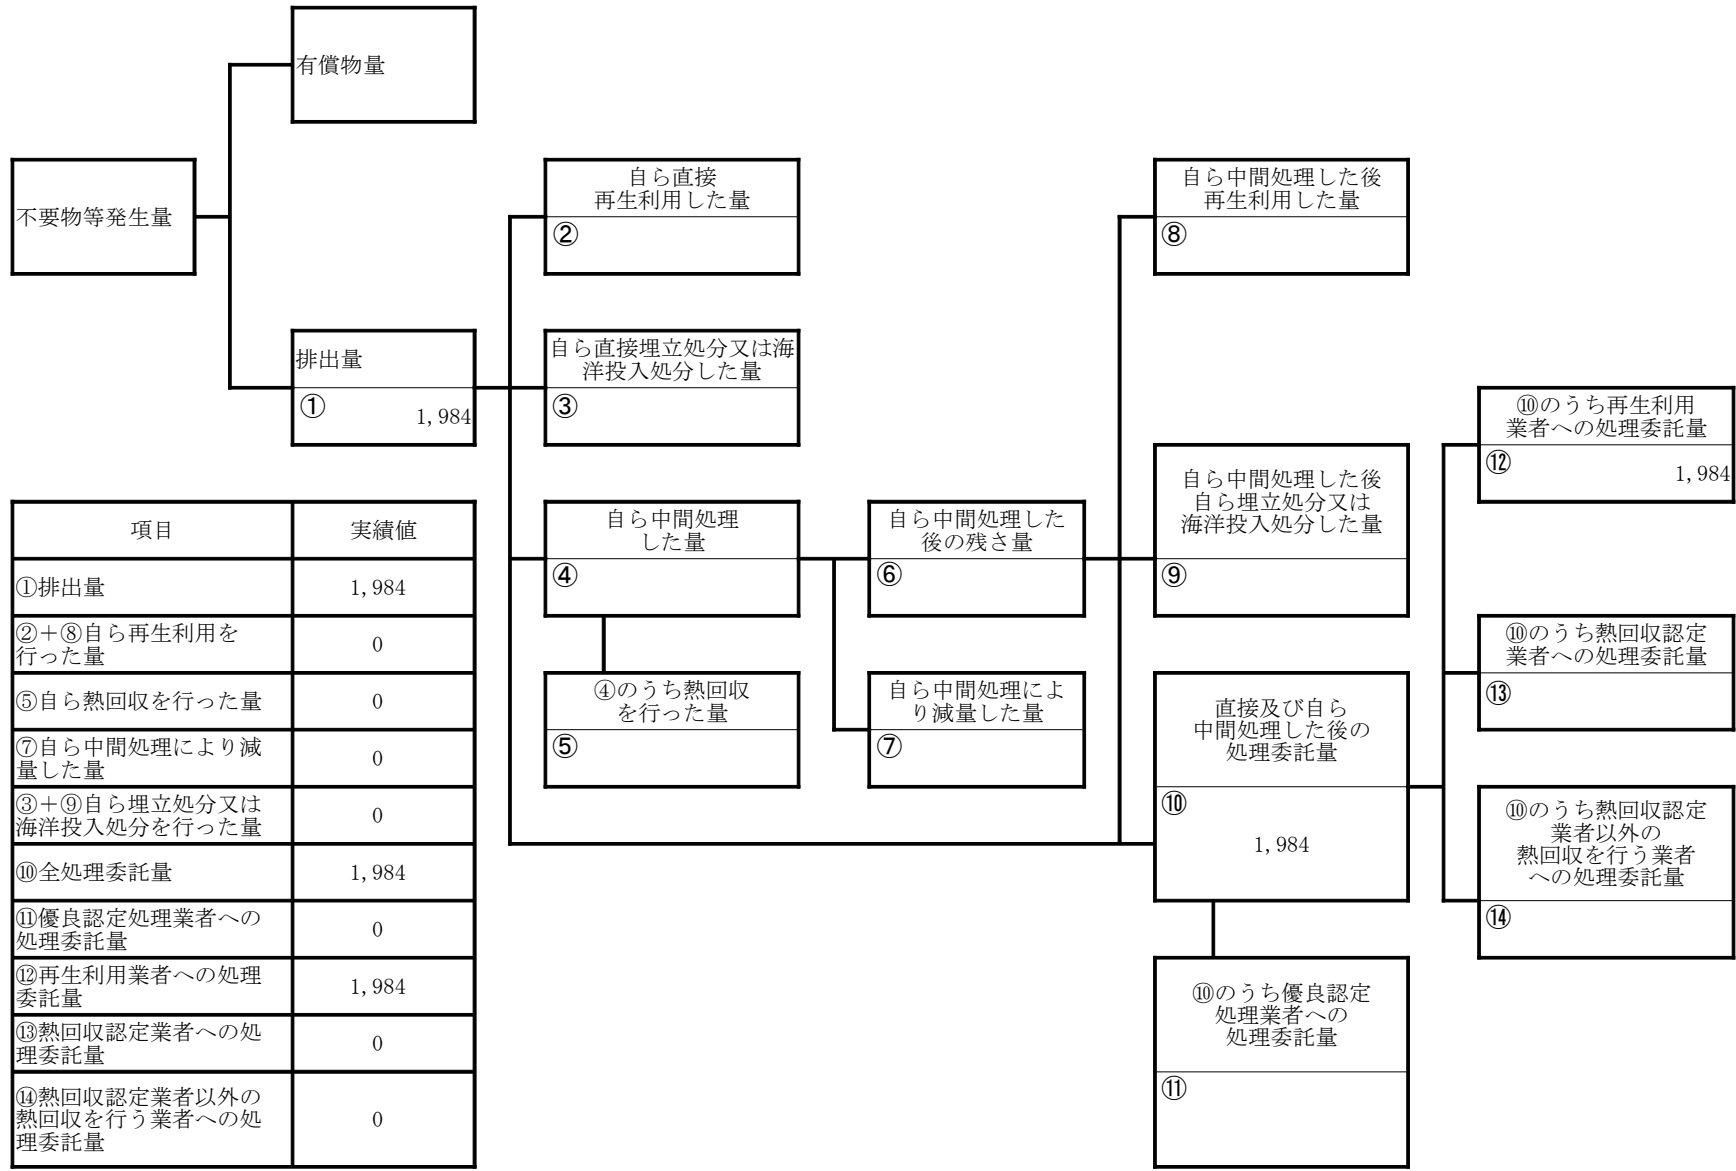 有償物量
不要物等発生量
排出量
①
1,984
自ら直接
再生利用した量
②
自ら直接埋立処分又は海
洋投入処分した量
③
自ら中間処理
した量
④
④のうち熱回収
を行った量
⑤
自ら中間処理した
後の残さ量
⑥
自ら中間処理によ
り減量した量
⑦
自ら中間処理した後
再生利用した量
⑧
自ら中間処理した後
自ら埋立処分又は
海洋投入処分した量
⑨
直接及び自ら
中間処理した後の
処理委託量
⑩
1,984
⑩のうち優良認定
処理業者への
処理委託量
⑪
⑩のうち再生利用
業者への処理委託量
⑫
1,984
⑩のうち熱回収認定
業者への処理委託量
⑬
⑩のうち熱回収認定
業者以外の
熱回収を行う業者
への処理委託量
⑭
項目 実績値
①排出量 1,984
②＋⑧自ら再生利用を
行った量 0
⑤自ら熱回収を行った量 0
⑦自ら中間処理により減
量した量 0
③＋⑨自ら埋立処分又は
海洋投入処分を行った量 0
⑩全処理委託量 1,984
⑪優良認定処理業者への
処理委託量 0
⑫再生利用業者への処理
委託量 1,984
⑬熱回収認定業者への処
理委託量 0
⑭熱回収認定業者以外の
熱回収を行う業者への処
理委託量 0